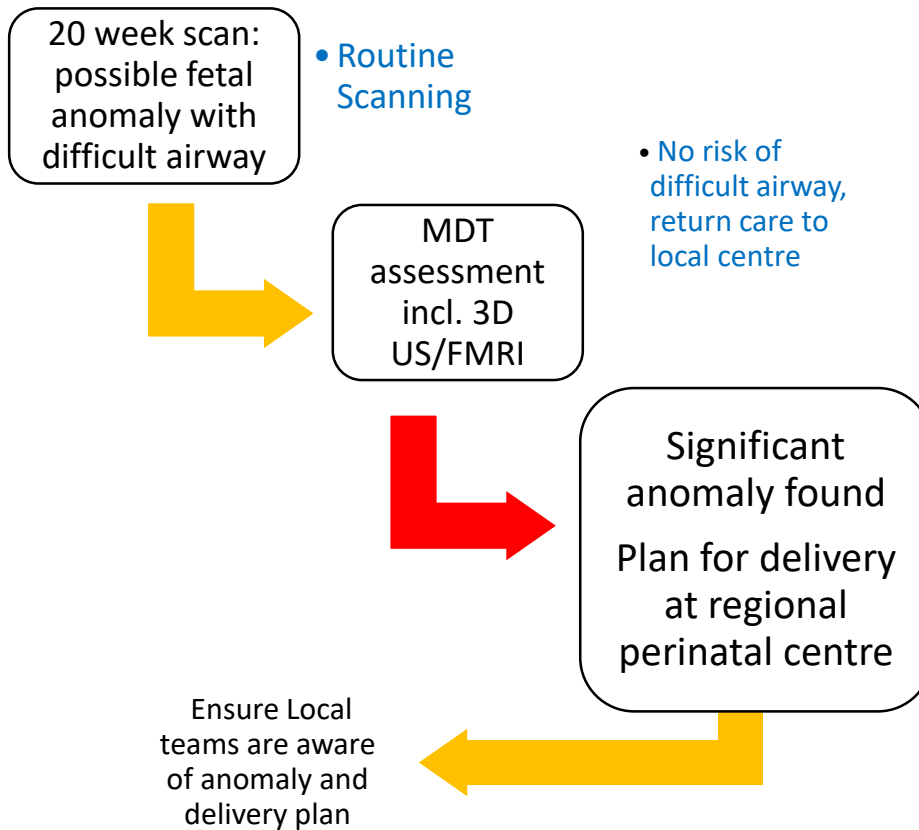 20 week scan:
possible fetal
anomaly with
difficult airway
• Routine
Scanning
• No risk of
difficult airway,
return care to
local centre
MDT
assessment
incl. 3D
US/FMRI
Significant
anomaly found
Plan for delivery
at regional
perinatal centre
Ensure Local
teams are aware
of anomaly and
delivery plan